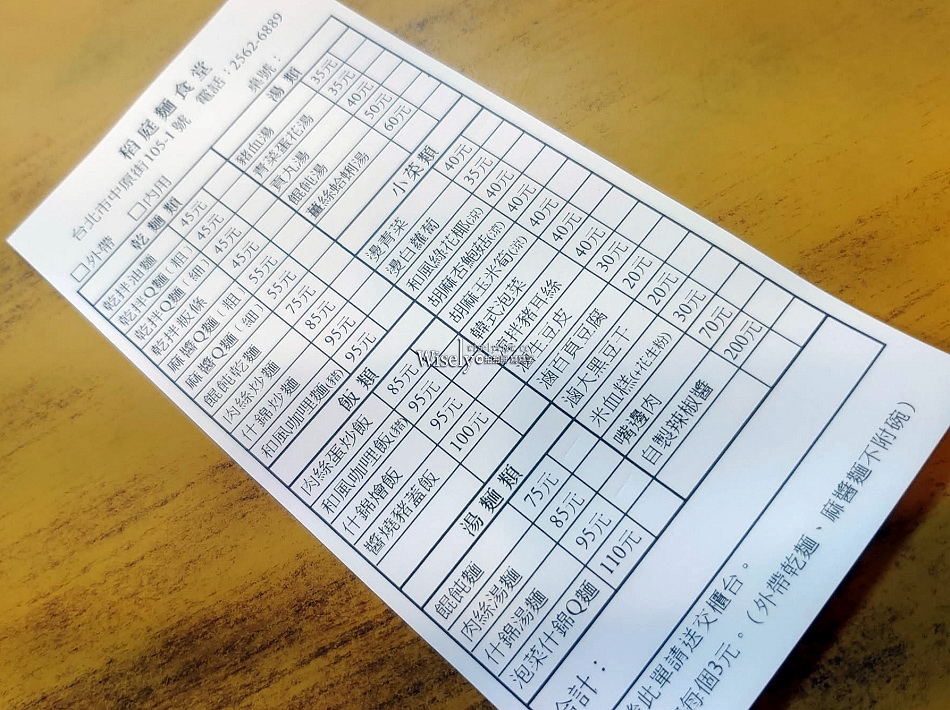 稻庭麵食堂
台北市中原街105-1號 電話：2562-6889
□外帶 □內用 桌號：
乾麵類
乾拌油麵 45元
乾拌Q麵(粗) 45元
乾拌Q麵(細) 45元
乾拌粄條 45元
麻醬Q麵(粗) 55元
麻醬Q麵(細) 55元
餛飩乾麵 75元
肉絲炒麵 85元
什錦炒麵 95元
和風咖哩麵(豬) 95元
飯類
肉絲蛋炒飯 85元
和風咖哩飯(豬) 95元
什錦燴飯 95元
醬燒豬蓋飯 100元
湯麵類
餛飩麵 75元
肉絲湯麵 85元
什錦湯麵 95元
泡菜什錦Q麵 110元
湯類
豬血湯 35元
青菜蛋花湯 35元
貢丸湯 40元
餛飩湯 50元
薑絲蛤蜊湯 60元
小菜類
燙青菜 40元
燙白蘿蔔 35元
和風綠花椰(涼) 40元
胡麻杏鮑菇(涼) 40元
胡麻玉米筍(涼) 40元
韓式泡菜 40元
拌豬耳絲 40元
生豆皮 30元
滷百頁豆腐 20元
滷大黑豆干 20元
米血糕(+花生粉) 30元
嘴邊肉 70元
自製辣椒醬 200元
合計：
此單請送交櫃台。
每個3元。（外帶乾麵、麻醬麵不附碗）
Wisely